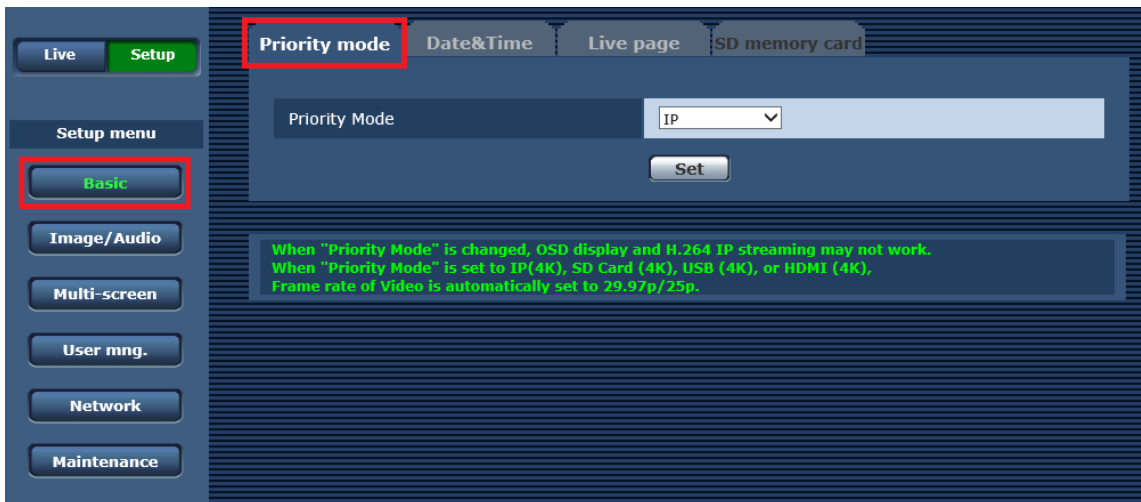 Live Setup
Setup menu
Basic
Image/Audio
Multi-screen
User mng.
Network
Maintenance
Priority mode Date&Time Live page SD memory card
Priority Mode IP
Set
When "Priority Mode" is changed, OSD display and H.264 IP streaming may not work.
When "Priority Mode" is set to IP(4K), SD Card (4K), USB (4K), or HDMI (4K),
Frame rate of Video is automatically set to 29.97p/25p.